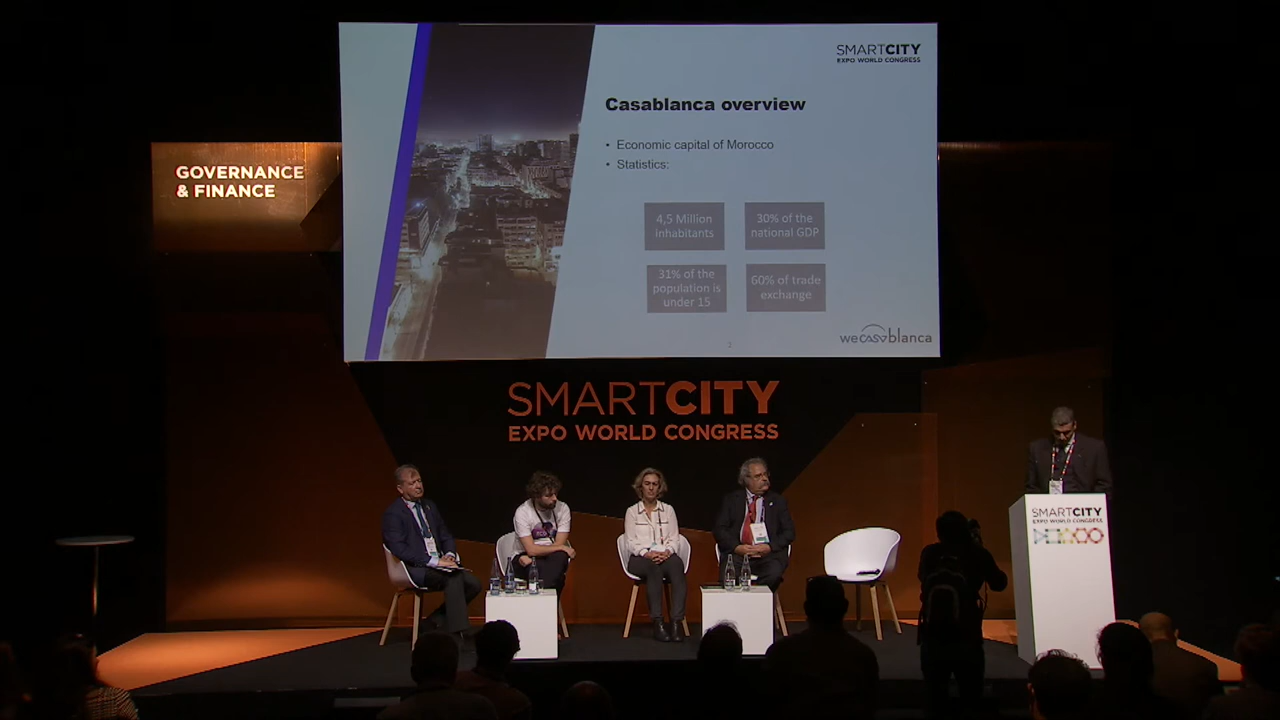 SMARTCITY
EXPO WORLD CONGRESS
Casablanca overview
• Economic capital of Morocco
• Statistics:
4,5 Million
inhabitants
30% of the
national GDP
31% of the
population is
under 15
60% of trade
exchange
2
wecasablanca
GOVERNANCE
& FINANCE
SMARTCITY
EXPO WORLD CONGRESS
SMARTCITY
EXPO WORLD CONGRESS